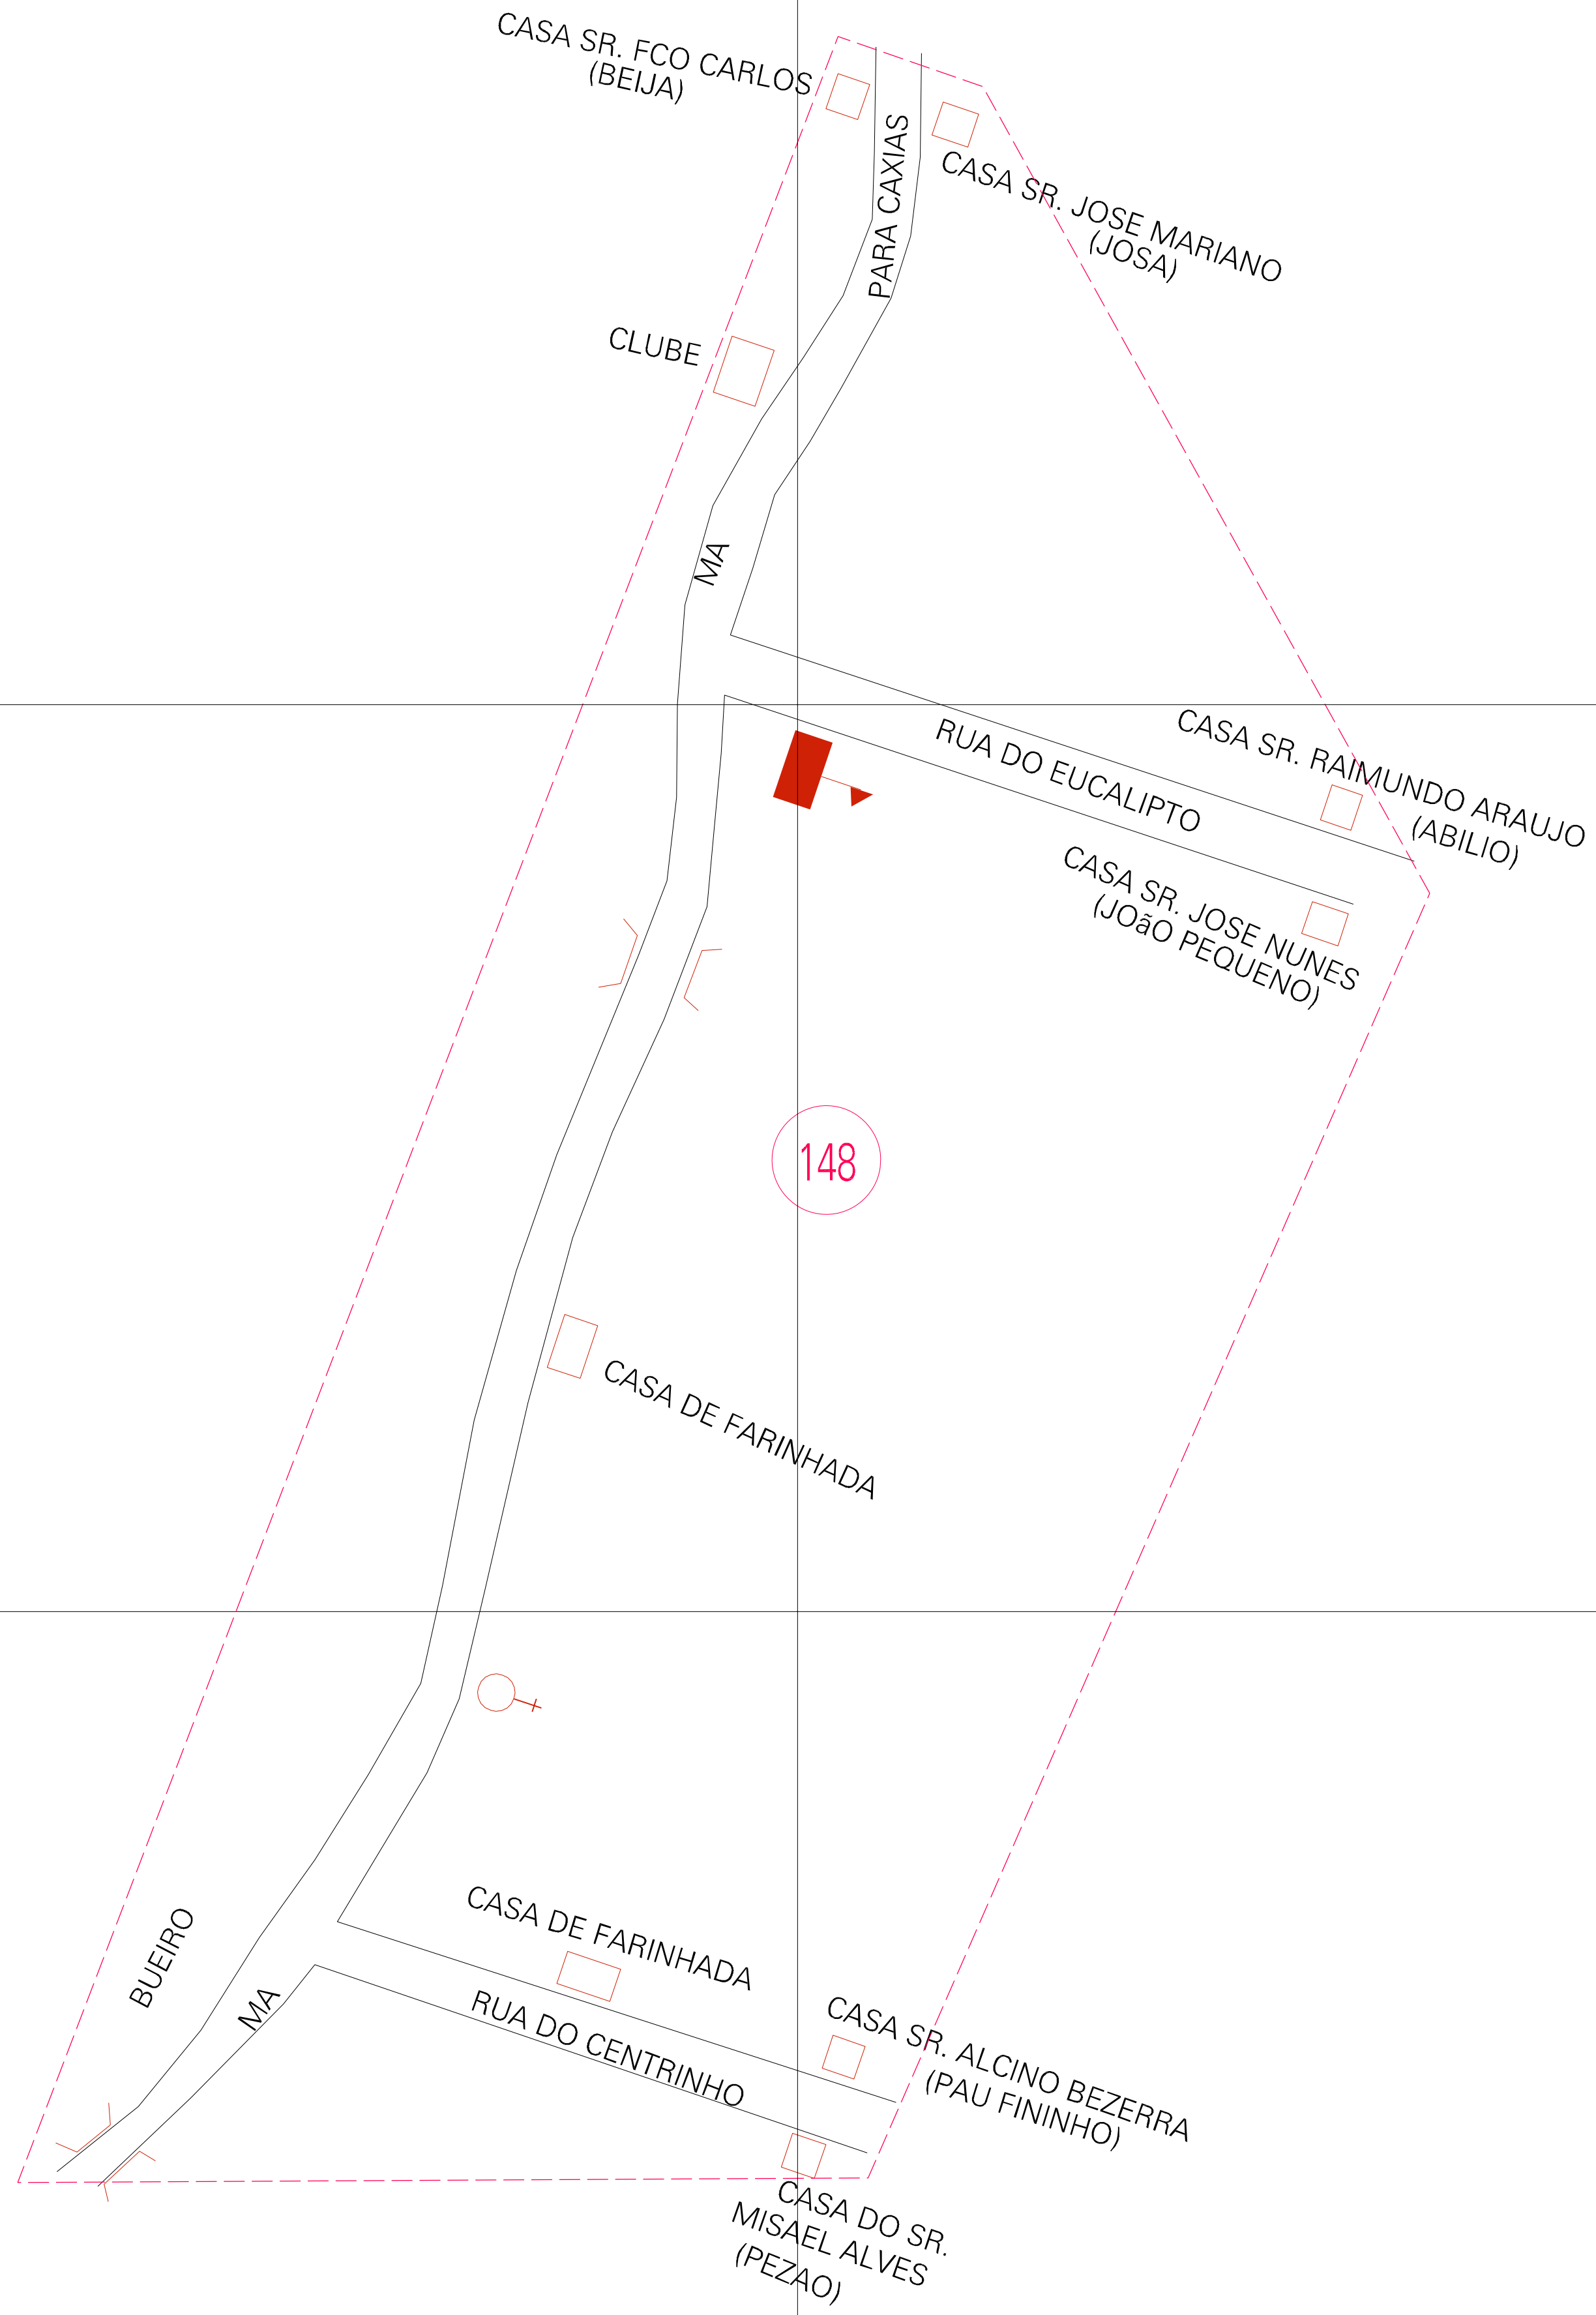 CASA SR. FCO CARLOS
(BEIJA)
PARA CAXIAS
CASA SR. JOSE MARIANO
(JOSA)
CLUBE
MA
RUA DO EUCALIPTO
CASA SR. RAIMUNDO ARAUJO
(ABILIO)
CASA SR. JOSE NUNES
(JOãO PEQUENO)
148
CASA DE FARINHADA
CASA DE FARINHADA
BUEIRO
MA
RUA DO CENTRINHO
CASA SR. ALCINO BEZERRA
(PAU FININHO)
CASA DO SR.
MISAEL ALVES
(PEZAO)